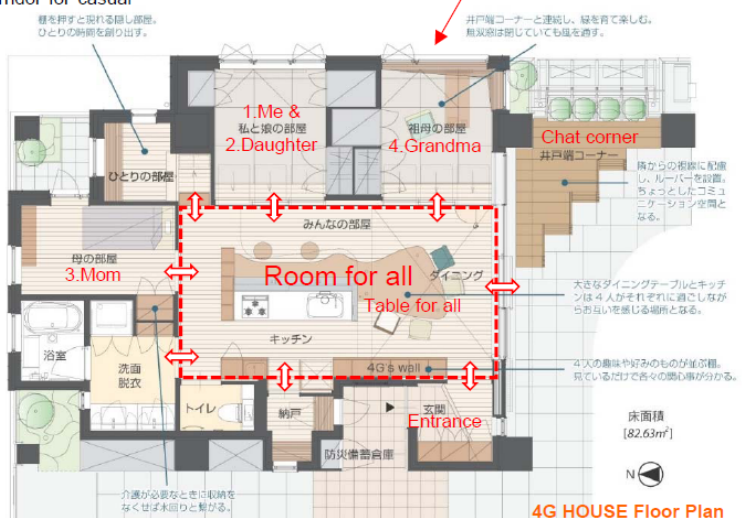 rridor for casual
棚を押すと現れる隠し部屋。
ひとりの時間を創り出す。
井戸端コーナーと連続し、緑を育て楽しむ。
無双窓は閉じていても風を通す。
1.Me &
私と娘の部屋
2.Daughter
祖母の部屋
4.Grandma
Chat corner
井戸端コーナー
ひとりの部屋
隣からの視線に配慮
し、ルーバーを設置。
ちょっとしたコミュ
ニケーション空間と
なる。
みんなの部屋
母の部屋
3.Mom
Room for all
ダイニング
Table for all
大きなダイニングテーブルとキッチ
ンは4人がそれぞれに過ごしなが
らお互いを感じる場所となる。
キッチン
浴室
洗面
脱衣
4G's wall
4人の趣味や好みのものが並ぶ棚。
見ているだけで各々の関心事が分かる。
トイレ
納戸
玄関
Entrance
床面積
[82.63㎡]
防災備蓄倉庫
N
介護が必要なときに収納を
なくせば水回りと繋がる。
4G HOUSE Floor Plan